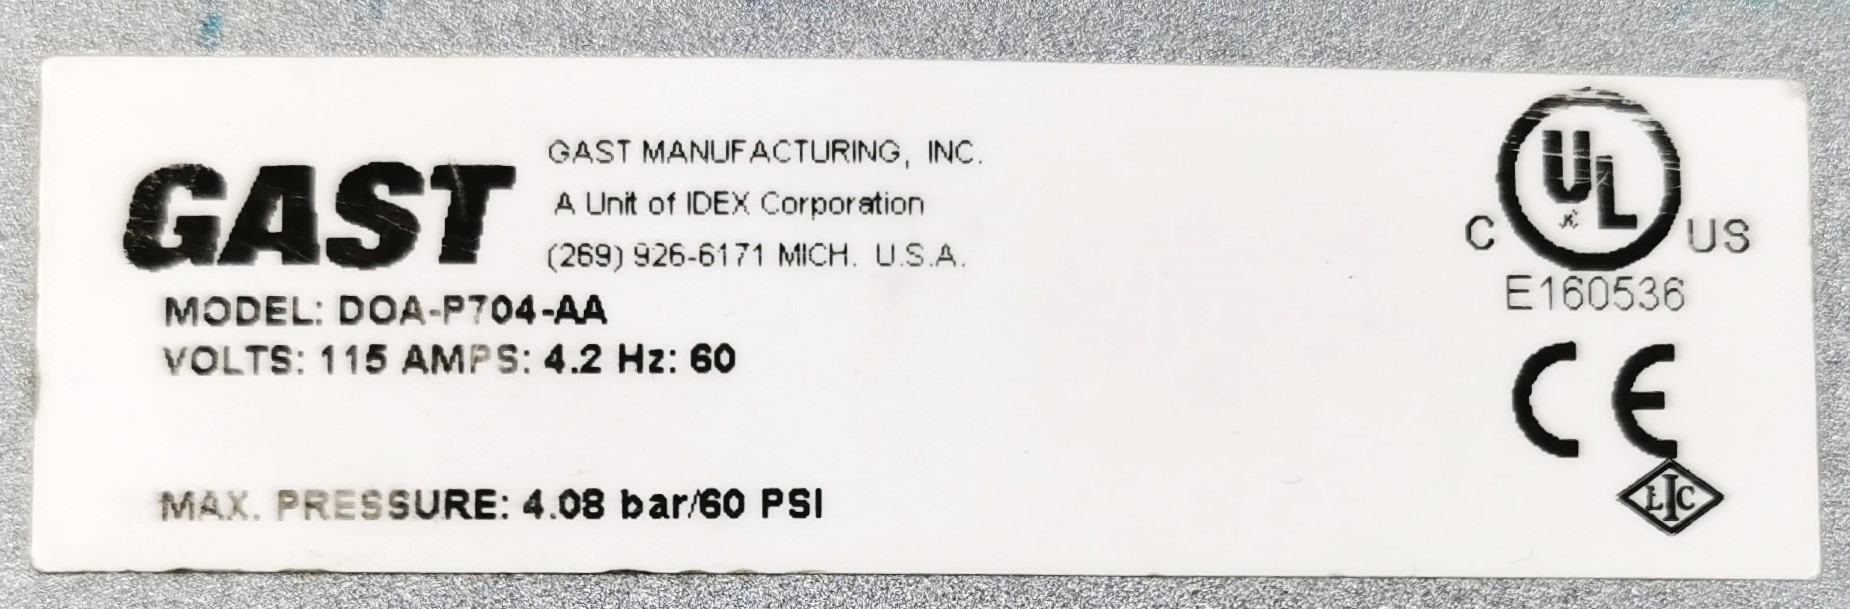 GAST
GAST MANUFACTURING, INC.
A Unit of IDEX Corporation
(269) 926-6171 MICH. U.S.A.
MODEL: DOA-P704-AA
VOLTS: 115 AMPS: 4.2 Hz: 60
MAX. PRESSURE: 4.08 bar/60 PSI
C UL US
E160536
CE
LIC